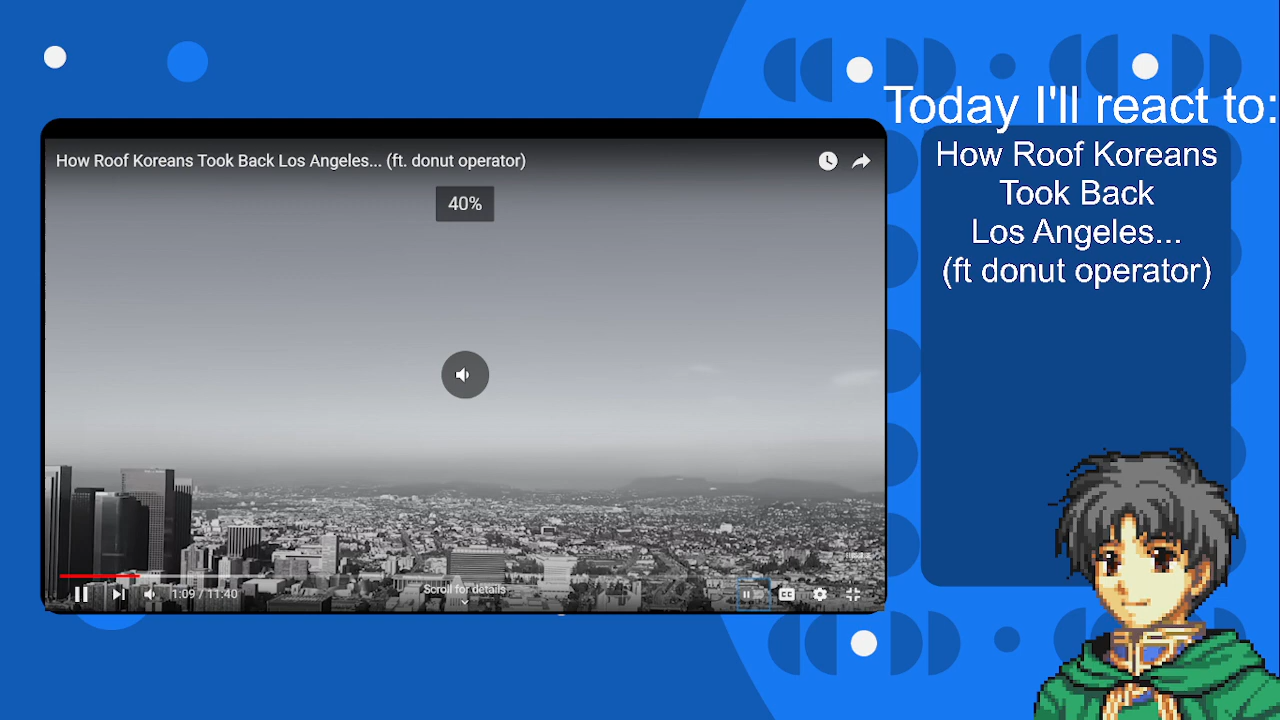 Today I'll react to:
How Roof Koreans Took Back Los Angeles... (ft. donut operator)
40%
How Roof Koreans
Took Back
Los Angeles...
(ft donut operator)
Scroll for details
1:09 / 11:40
CC